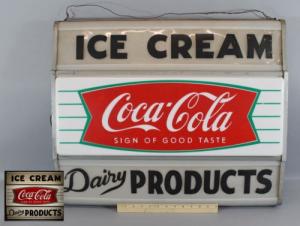 ICE CREAM
Coca-Cola
SIGN OF GOOD TASTE
Dairy PRODUCTS
ICE CREAM
Coca-Cola
Dairy PRODUCTS